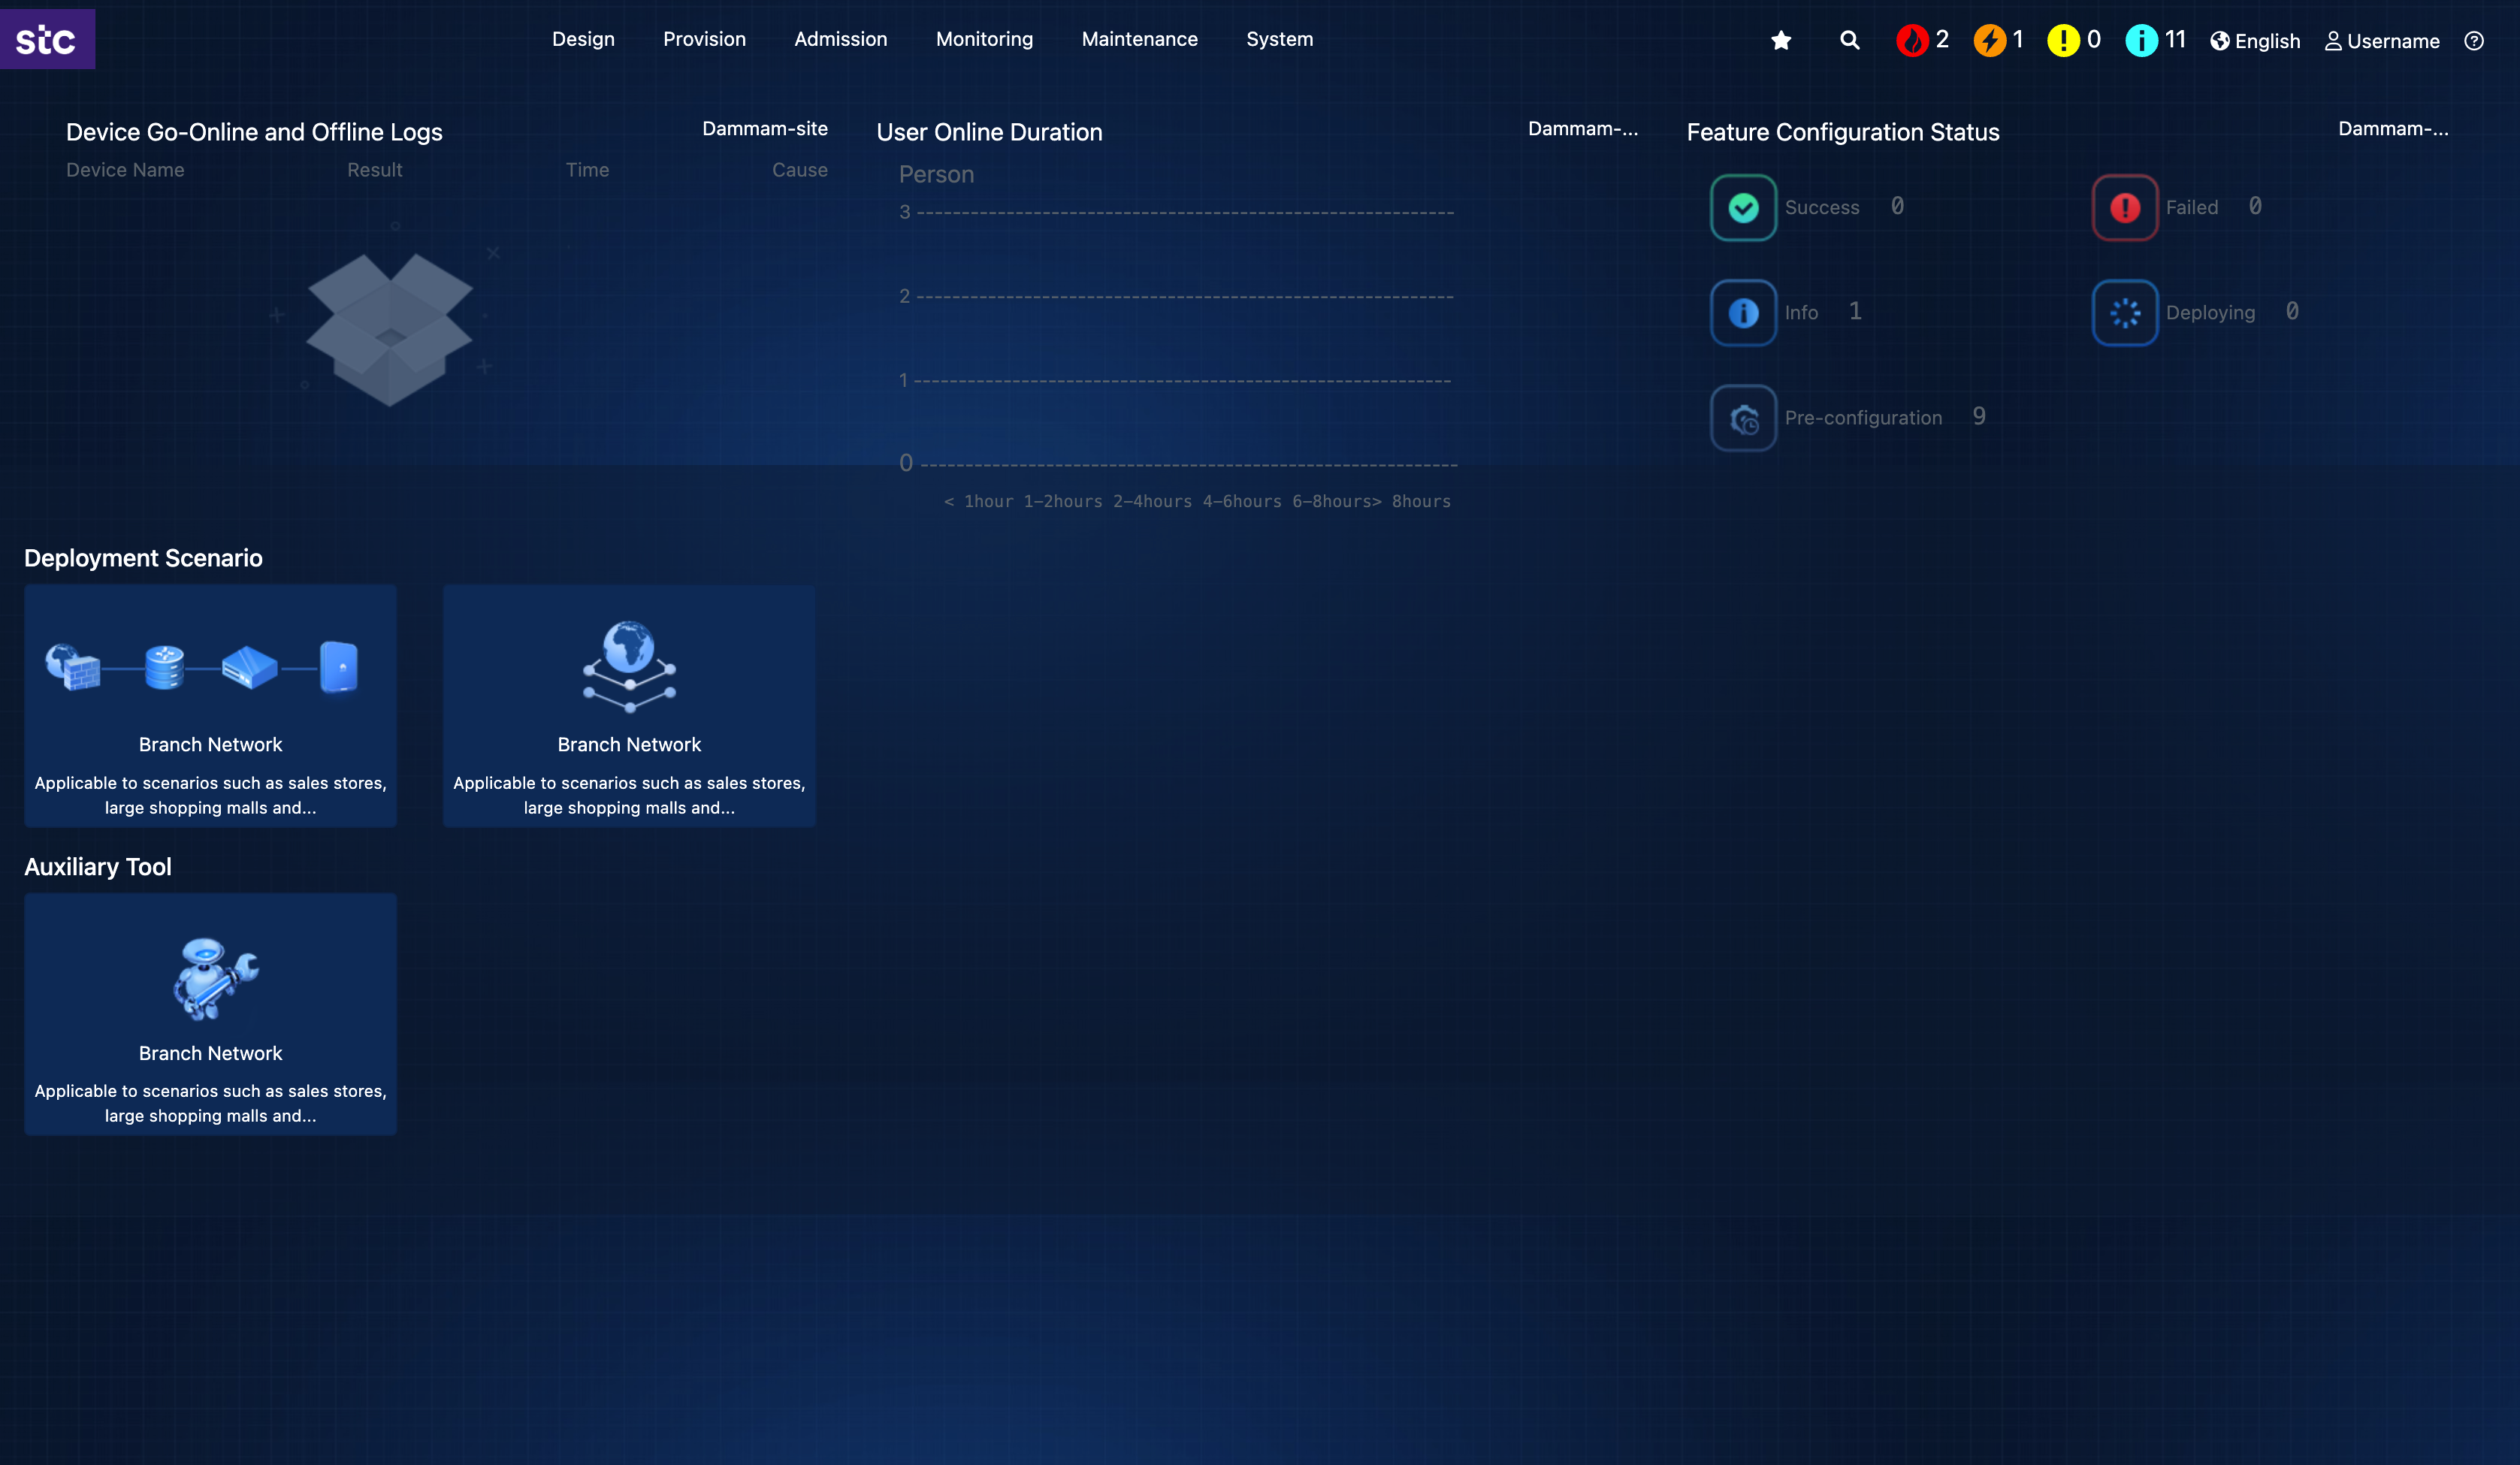 stc
Design Provision Admission Monitoring Maintenance System
2 1 0 11 English Username
Device Go-Online and Offline Logs Dammam-site
Device Name Result Time Cause
User Online Duration Dammam-...
Person
3
2
1
0
< 1hour 1-2hours 2-4hours 4-6hours 6-8hours> 8hours
Feature Configuration Status Dammam-...
Success 0 Failed 0
Info 1 Deploying 0
Pre-configuration 9
Deployment Scenario
Branch Network
Applicable to scenarios such as sales stores,
large shopping malls and...
Branch Network
Applicable to scenarios such as sales stores,
large shopping malls and...
Auxiliary Tool
Branch Network
Applicable to scenarios such as sales stores,
large shopping malls and...